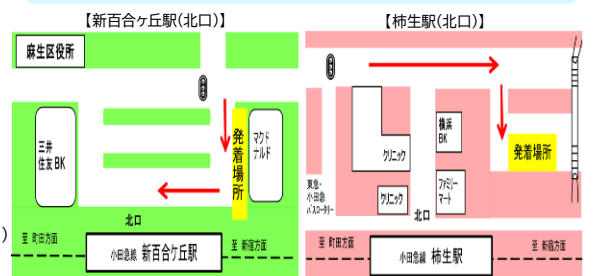 【新百合ヶ丘駅(北口)】
麻生区役所
三井
住友BK
発着場所
マクド
ナルド
北口
至 町田方面
小田急線 新百合ケ丘駅
至 新宿方面
)
【柿生駅(北口)】
クリニック
横浜
BK
発着場所
東急・
小田急
バスロータリー
クリニック
ファミリー
マート
北口
至 町田方面
小田急線 柿生駅
至 新宿方面